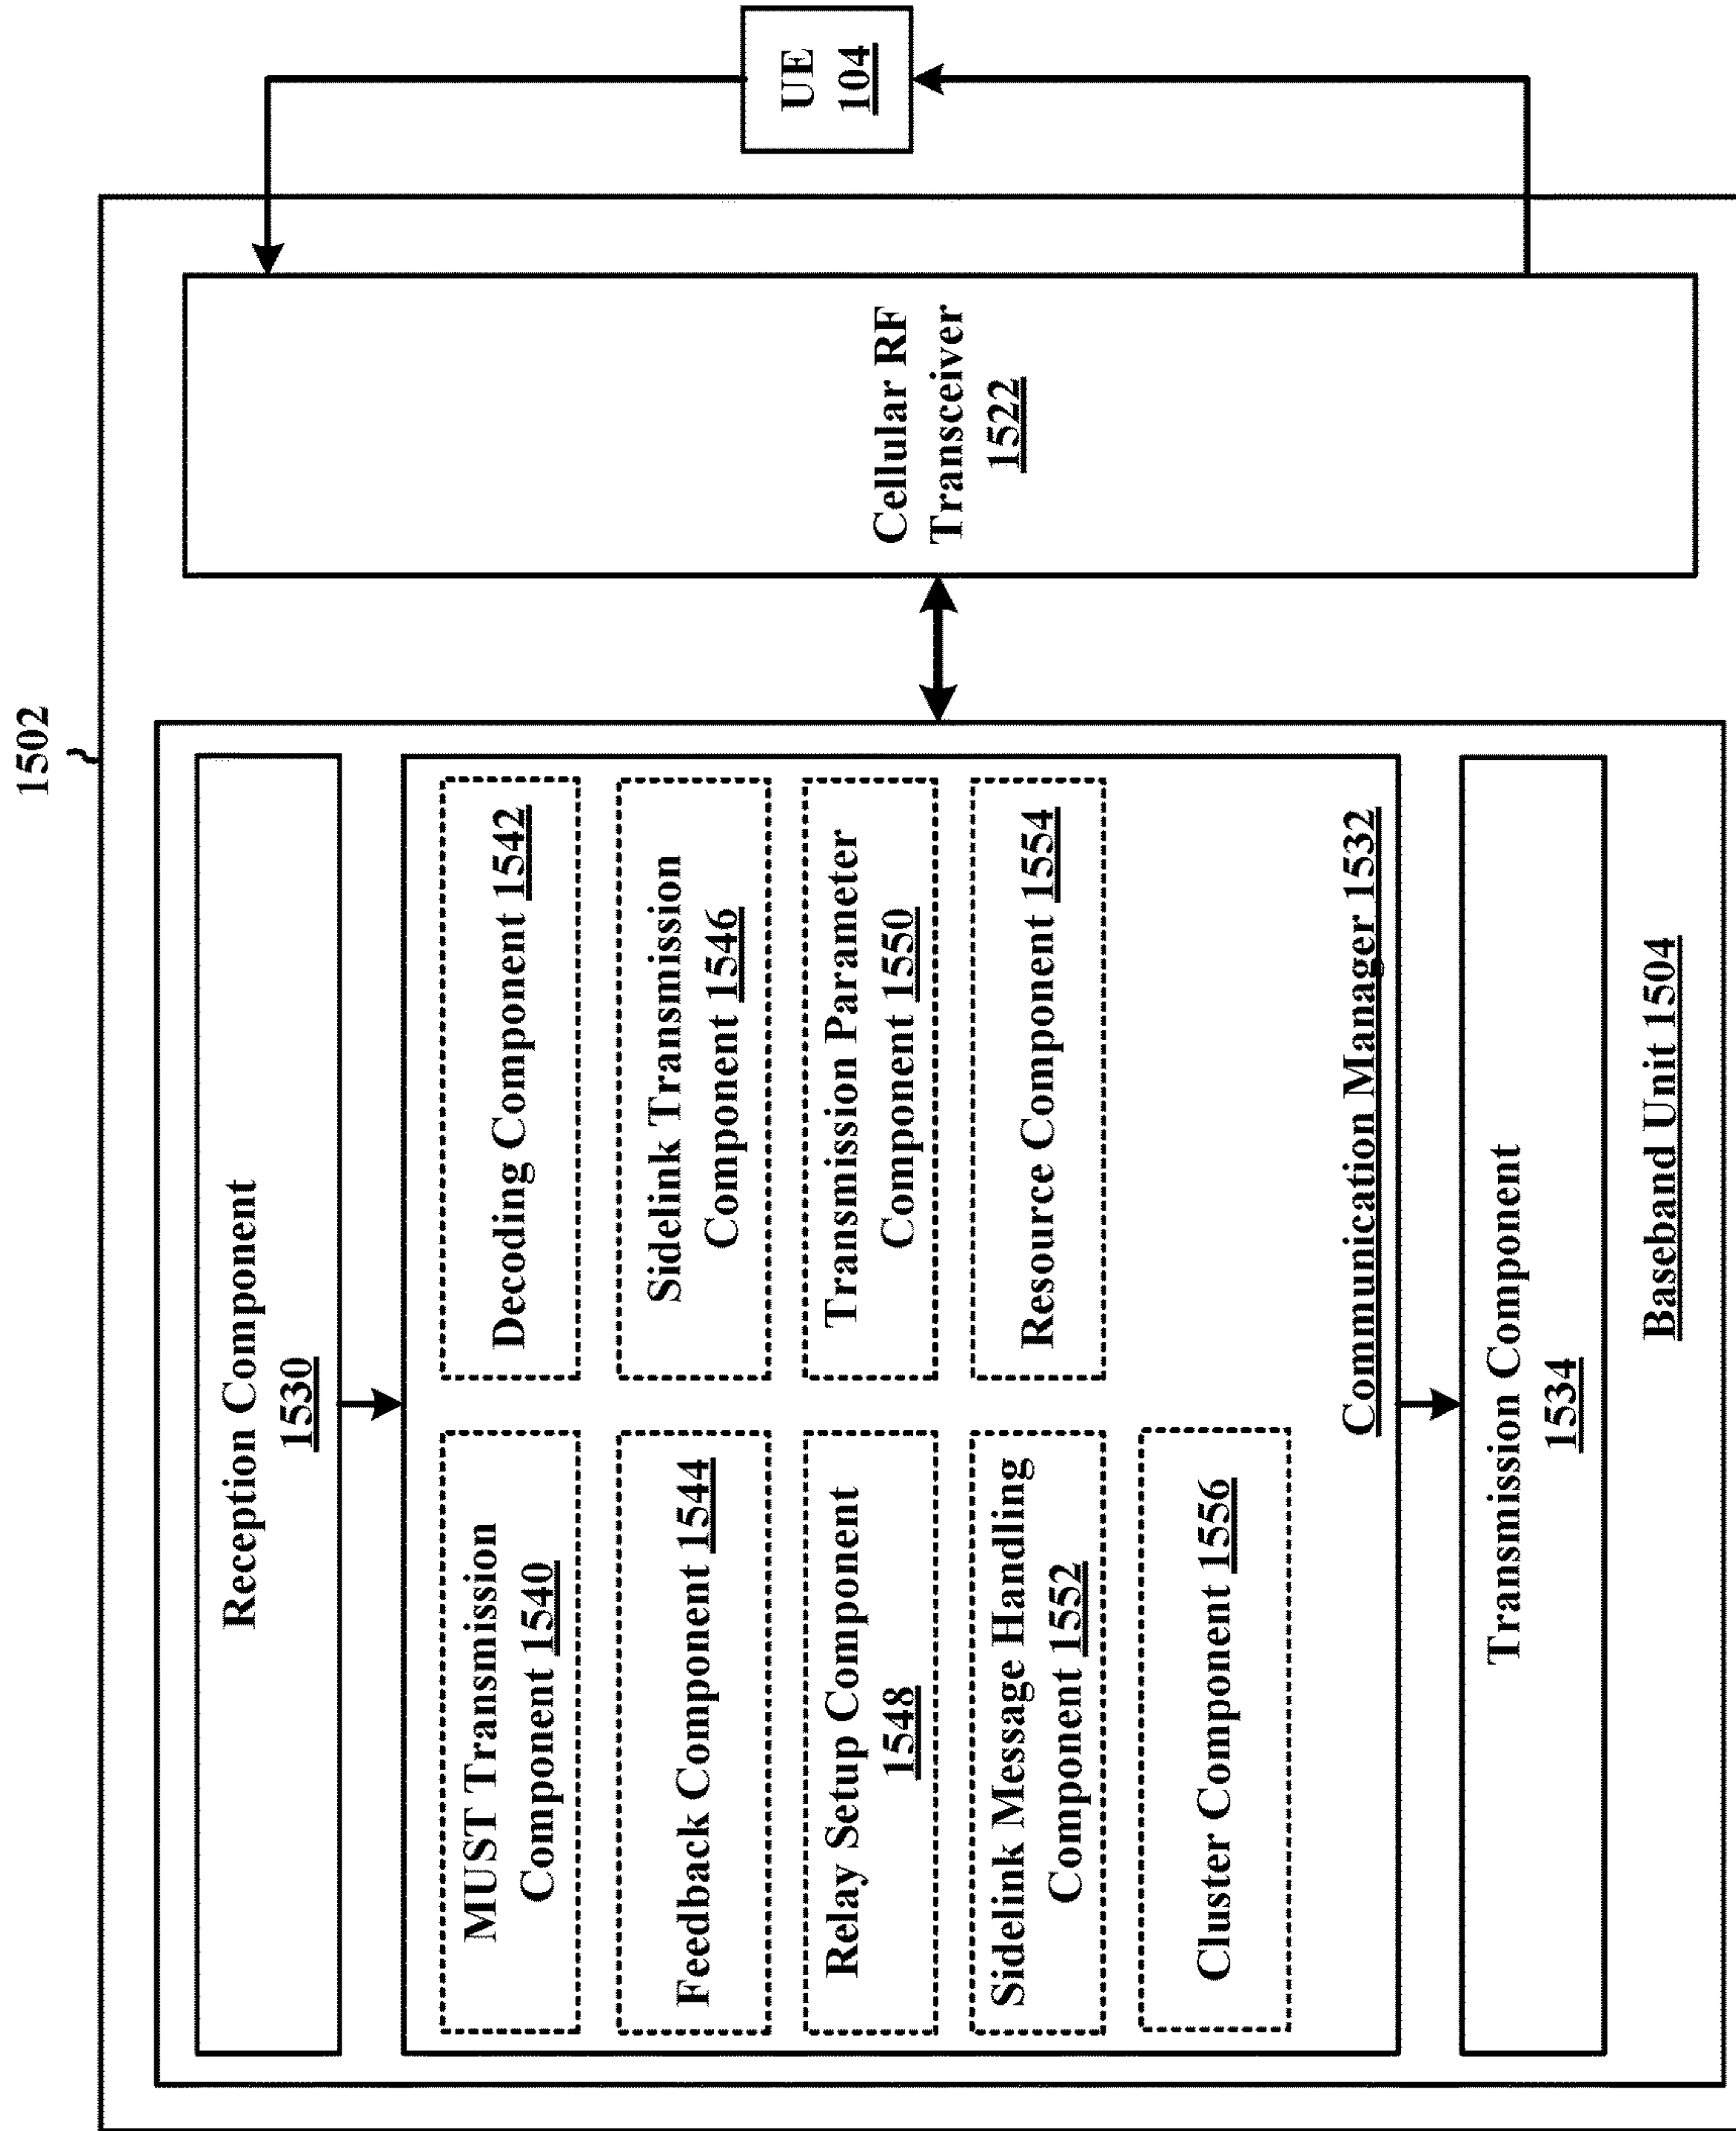 1502
Reception Component
1530
MUST Transmission
Component 1540
Decoding Component 1542
Feedback Component 1544
Sidelink Transmission
Component 1546
Relay Setup Component
1548
Transmission Parameter
Component 1550
Sidelink Message Handling
Component 1552
Resource Component 1554
Cluster Component 1556
Communication Manager 1532
Transmission Component
1534
Baseband Unit 1504
Cellular RF
Transceiver
1522
UE
104